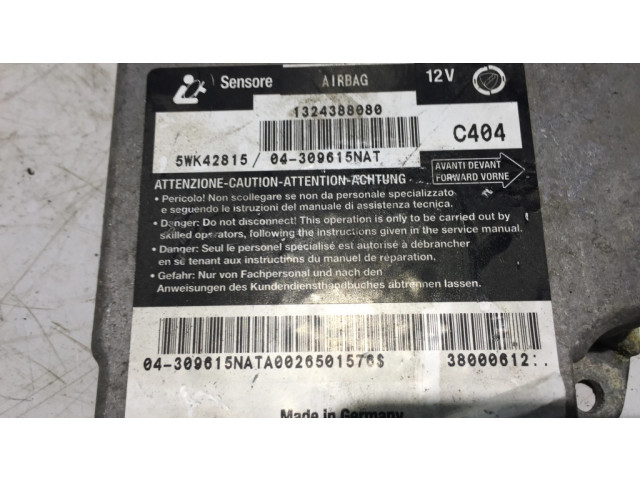 Sensore AIRBAG 12V
1324388080
C404
5WK42815 / 04-309615NAT
AVANTI DEVANT
FORWARD VORNE
ATTENZIONE-CAUTION-ATTENTION-ACHTUNG
• Pericolo! Non scollegare se non da personale specializzato
e seguendo le istruzioni del manuale di assistenza tecnica.
• Danger: Do not disconnect! This operation is only to be carried out by
skilled operators, following the instructions given in the service manual.
• Danger: Seul le personel spécialisé est autorisé à débrancher
en se tenant aux instructions du manuel de réparation.
• Gefahr: Nur von Fachpersonal und nach den
Anweisungen des Kundendiensthandbuches abtrennen lassen.
04-309615NATA0026501576$ 38000612:.
Made in Germany